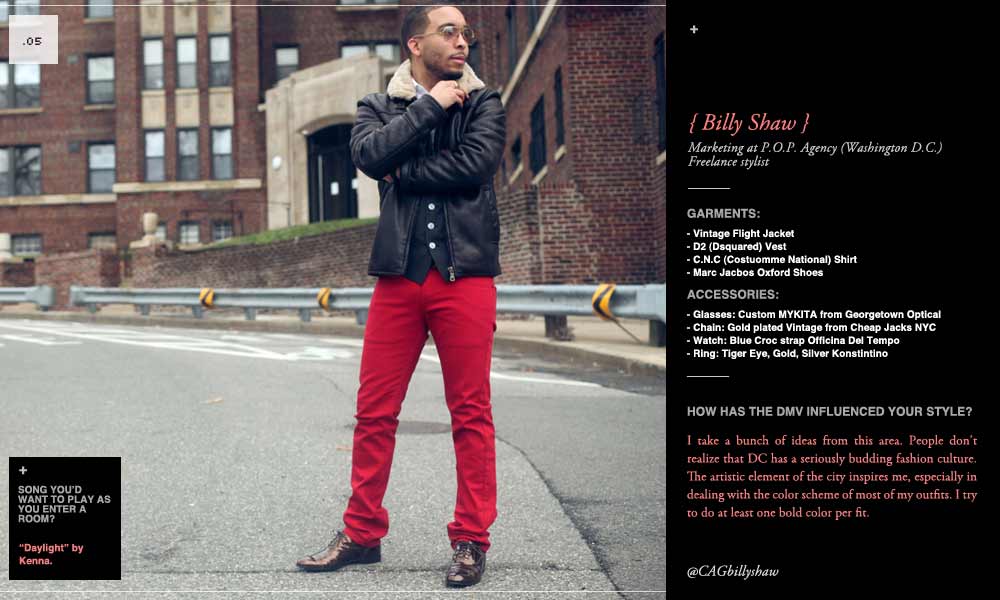 .05
+
{ Billy Shaw }
Marketing at P.O.P. Agency (Washington D.C.)
Freelance stylist
GARMENTS:
- Vintage Flight Jacket
- D2 (Dsquared) Vest
- C.N.C (Costuomme National) Shirt
- Marc Jacbos Oxford Shoes
ACCESSORIES:
- Glasses: Custom MYKITA from Georgetown Optical
- Chain: Gold plated Vintage from Cheap Jacks NYC
- Watch: Blue Croc strap Officina Del Tempo
- Ring: Tiger Eye, Gold, Silver Konstintino
HOW HAS THE DMV INFLUENCED YOUR STYLE?
I take a bunch of ideas from this area. People don't
realize that DC has a seriously budding fashion culture.
The artistic element of the city inspires me, especially in
dealing with the color scheme of most of my outfits. I try
to do at least one bold color per fit.
@CAGbillyshaw
+
SONG YOU'D
WANT TO PLAY AS
YOU ENTER A
ROOM?
“Daylight” by
Kenna.